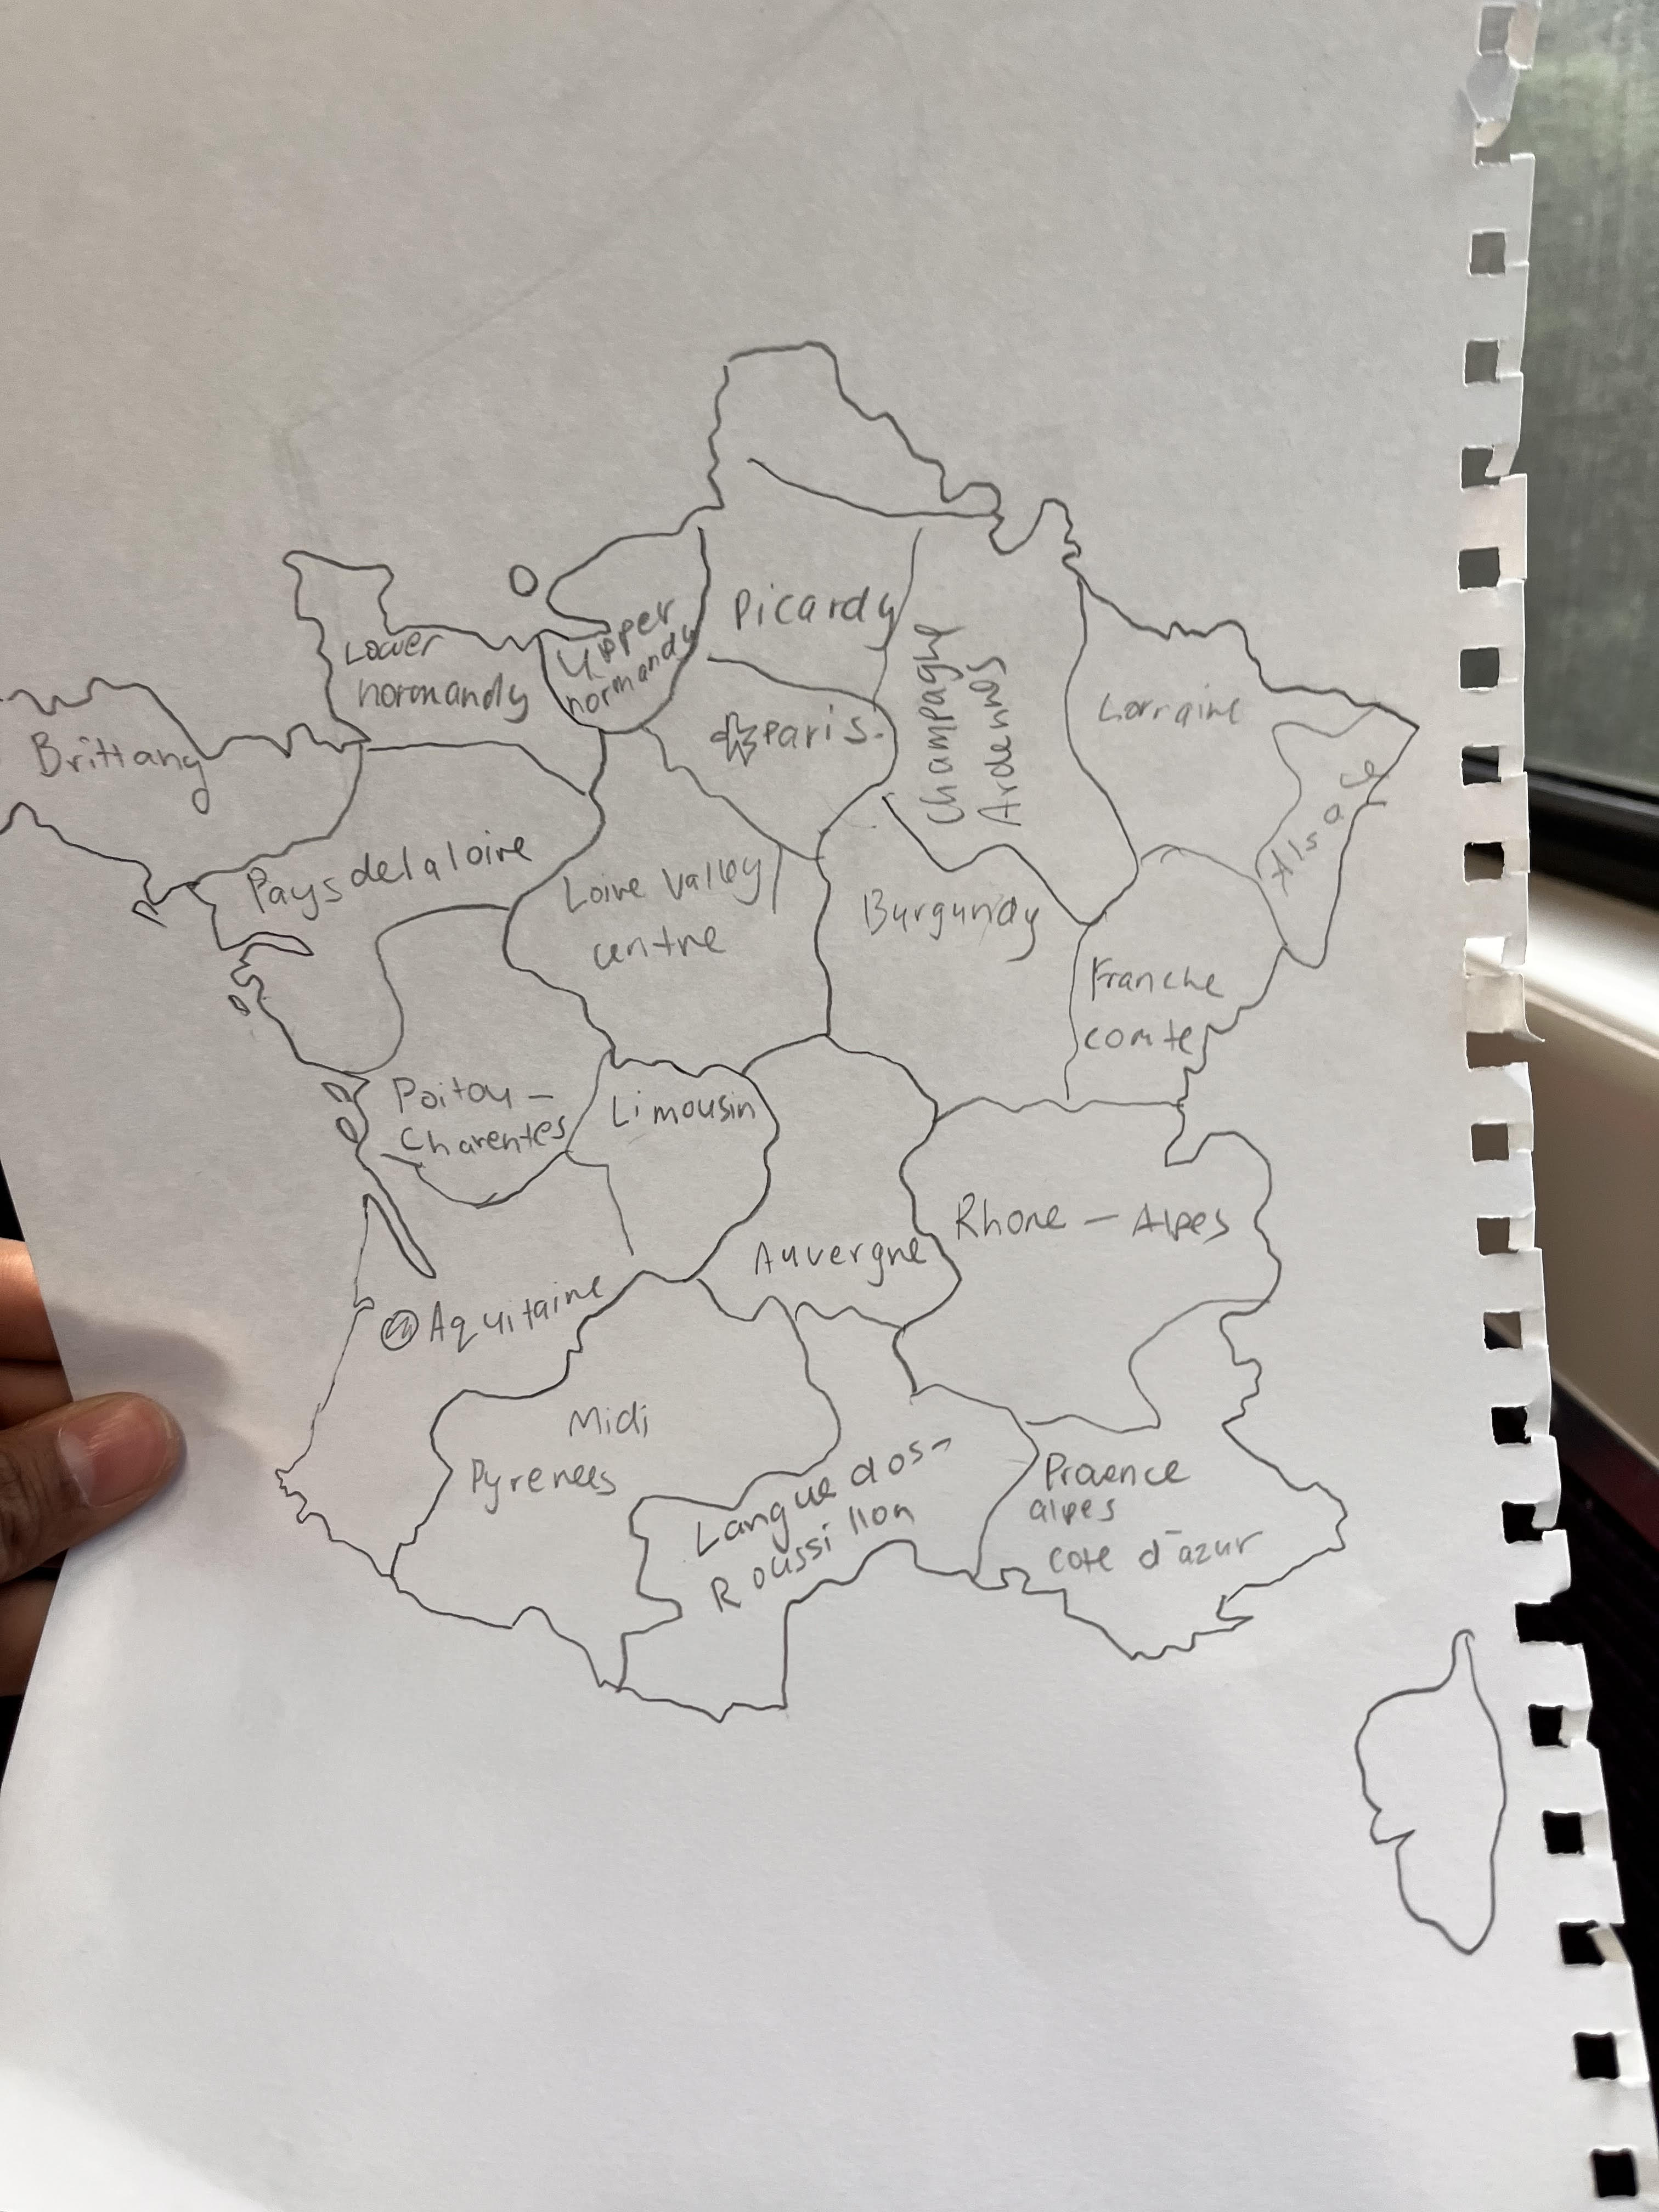 Picardy
Upper
normandy
Lower
normandy
Brittany
paris.
Champagne
Ardennes
Lorraine
Alsace
Pays de la loire
Loire Valley
centre
Burgundy
Franche
comte
Poitou –
Charentes
Limousin
Auvergne
Rhone – Alpes
Aquitaine
Midi
Pyrenees
Langue dos –
Roussillon
Provence
alpes
cote d'azur